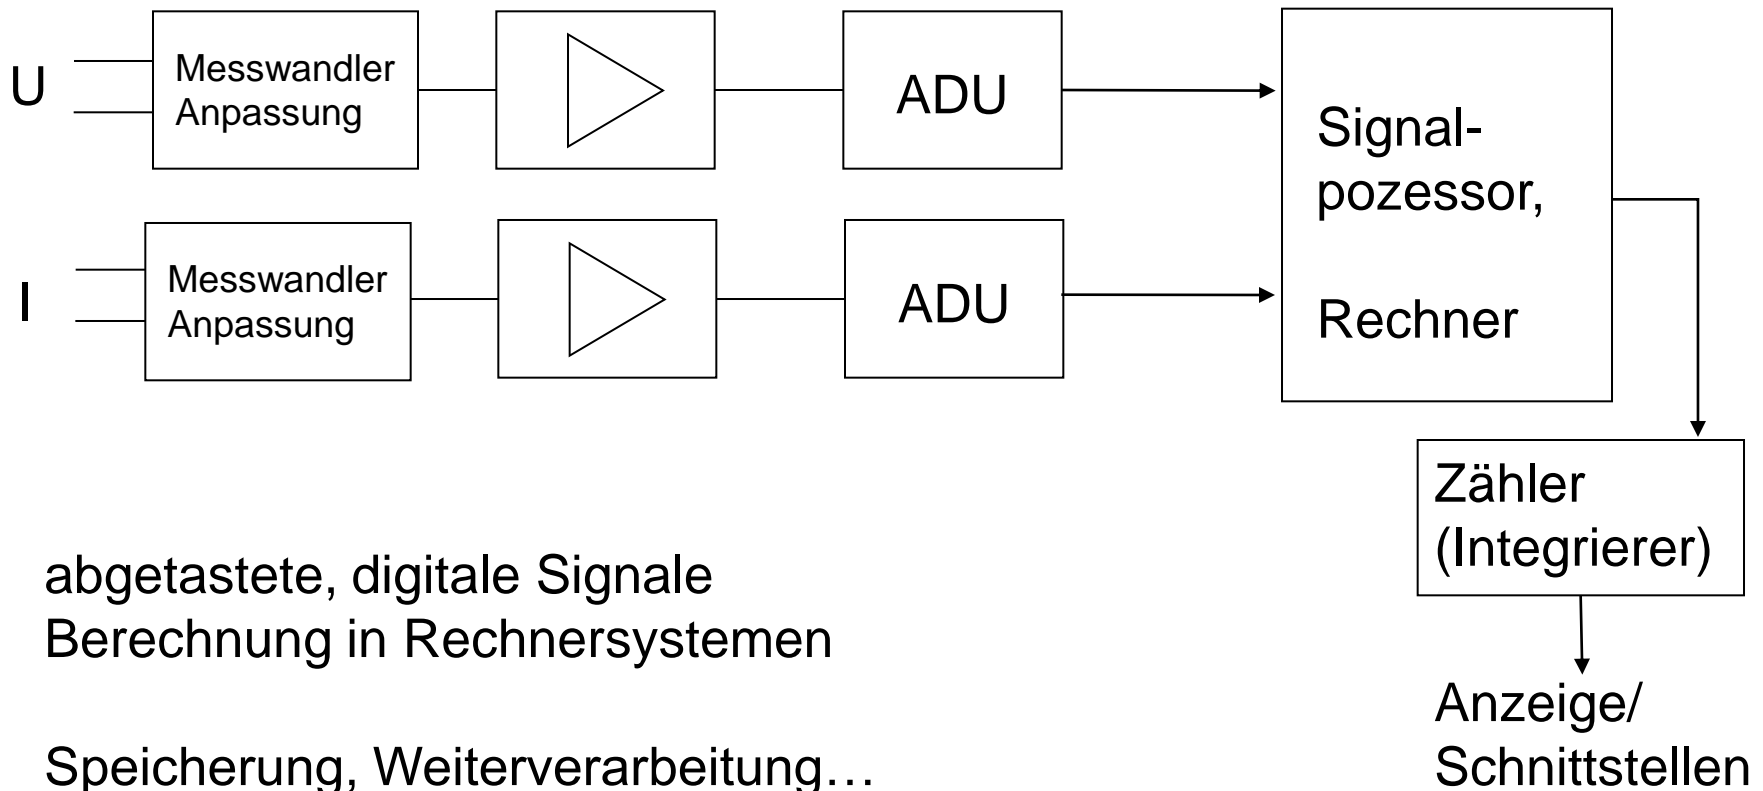 U
Messwandler
Anpassung
ADU
Signal-
pozessor,
Rechner
I
Messwandler
Anpassung
ADU
Zähler
(Integrierer)
abgetastete, digitale Signale
Berechnung in Rechnersystemen
Anzeige/
Schnittstellen
Speicherung, Weiterverarbeitung…